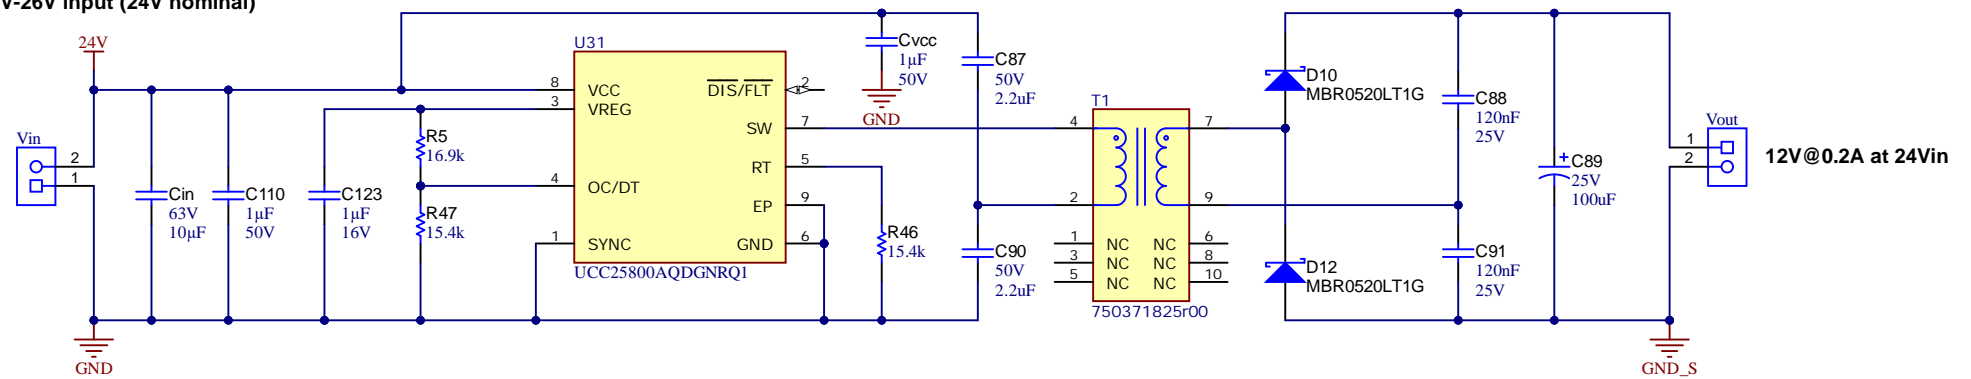 V-26V input (24V nominal)
24V
Vin
2
1
Cin
63V
10µF
C110
1µF
50V
C123
1µF
16V
R5
16.9k
R47
15.4k
GND
U31
8
VCC
3
VREG
4
OC/DT
1
SYNC
DIS/FLT
2
SW
7
RT
5
EP
9
GND
6
UCC25800AQDGNRQ1
Cvcc
1µF
50V
GND
R46
15.4k
C87
50V
2.2uF
C90
50V
2.2uF
T1
4
7
2
9
1
NC
NC
6
3
NC
NC
8
5
NC
NC
10
750371825r00
D10
MBR0520LT1G
D12
MBR0520LT1G
C88
120nF
25V
C91
120nF
25V
C89
25V
100uF
Vout
1
2
12V@0.2A at 24Vin
GND_S